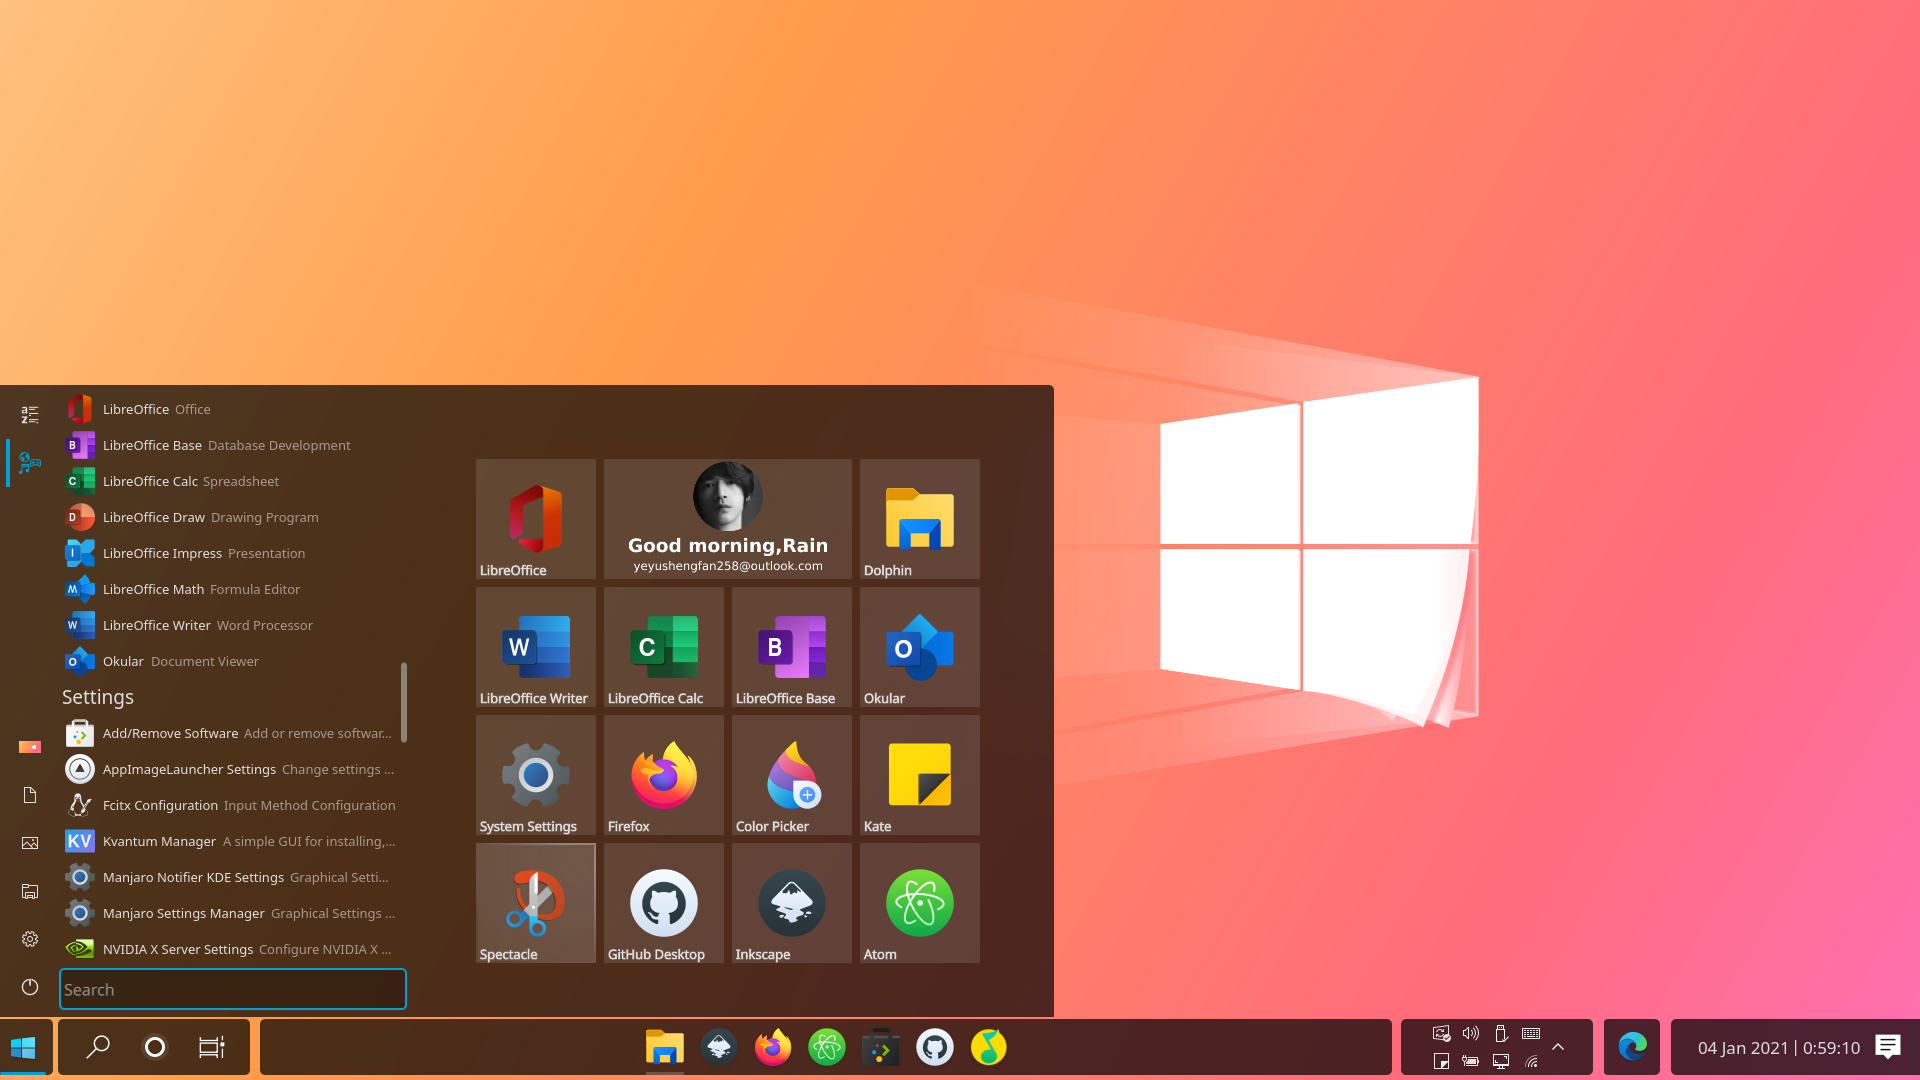 LibreOffice Office
LibreOffice Base Database Development
LibreOffice Calc Spreadsheet
LibreOffice Draw Drawing Program
LibreOffice Impress Presentation
LibreOffice Math Formula Editor
LibreOffice Writer Word Processor
Okular Document Viewer
Settings
Add/Remove Software Add or remove softwar...
AppImageLauncher Settings Change settings ...
Fcitx Configuration Input Method Configuration
KV Kvantum Manager A simple GUI for installing,...
Manjaro Notifier KDE Settings Graphical Setti...
Manjaro Settings Manager Graphical Settings ...
NVIDIA X Server Settings Configure NVIDIA X ...
Search
LibreOffice
Good morning,Rain
yeyushengfan258@outlook.com
Dolphin
LibreOffice Writer
LibreOffice Calc
LibreOffice Base
Okular
System Settings
Firefox
Color Picker
Kate
Spectacle
GitHub Desktop
Inkscape
Atom
04 Jan 2021 | 0:59:10